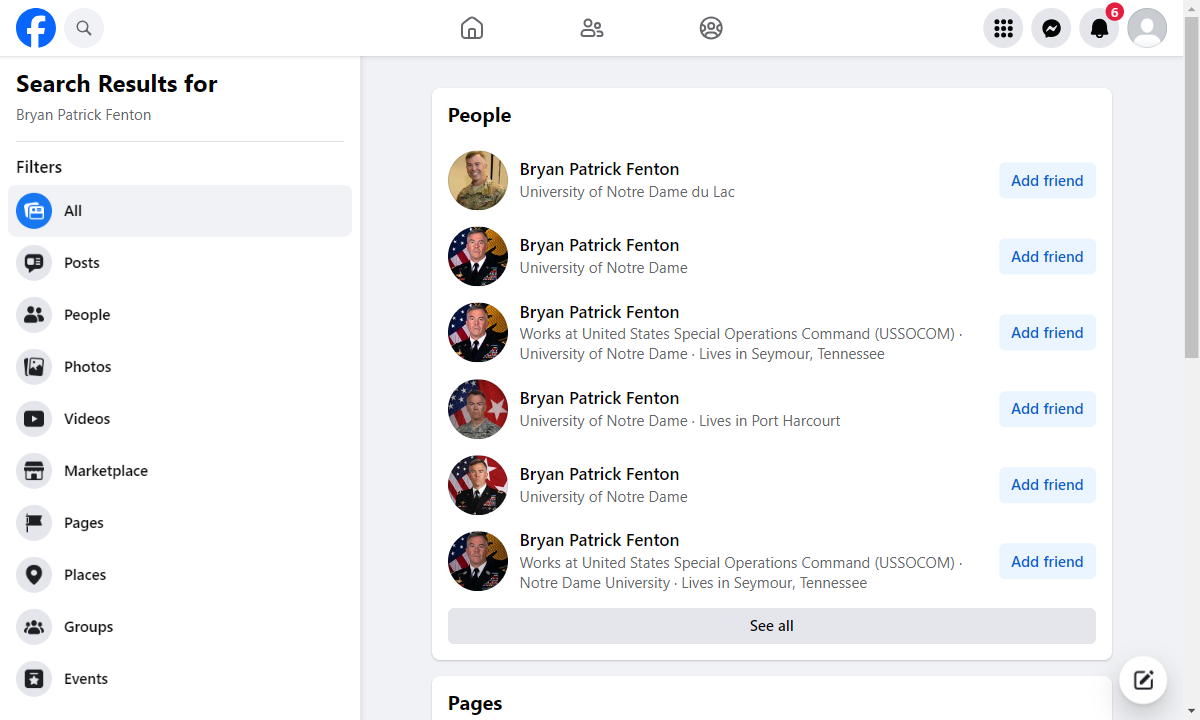 6
Search Results for
Bryan Patrick Fenton
Filters
All
Posts
People
Photos
Videos
Marketplace
Pages
Places
Groups
Events
People
Bryan Patrick Fenton
University of Notre Dame du Lac
Add friend
Bryan Patrick Fenton
University of Notre Dame
Add friend
Bryan Patrick Fenton
Works at United States Special Operations Command (USSOCOM) ·
University of Notre Dame · Lives in Seymour, Tennessee
Add friend
Bryan Patrick Fenton
University of Notre Dame · Lives in Port Harcourt
Add friend
Bryan Patrick Fenton
University of Notre Dame
Add friend
Bryan Patrick Fenton
Works at United States Special Operations Command (USSOCOM) ·
Notre Dame University · Lives in Seymour, Tennessee
Add friend
See all
Pages